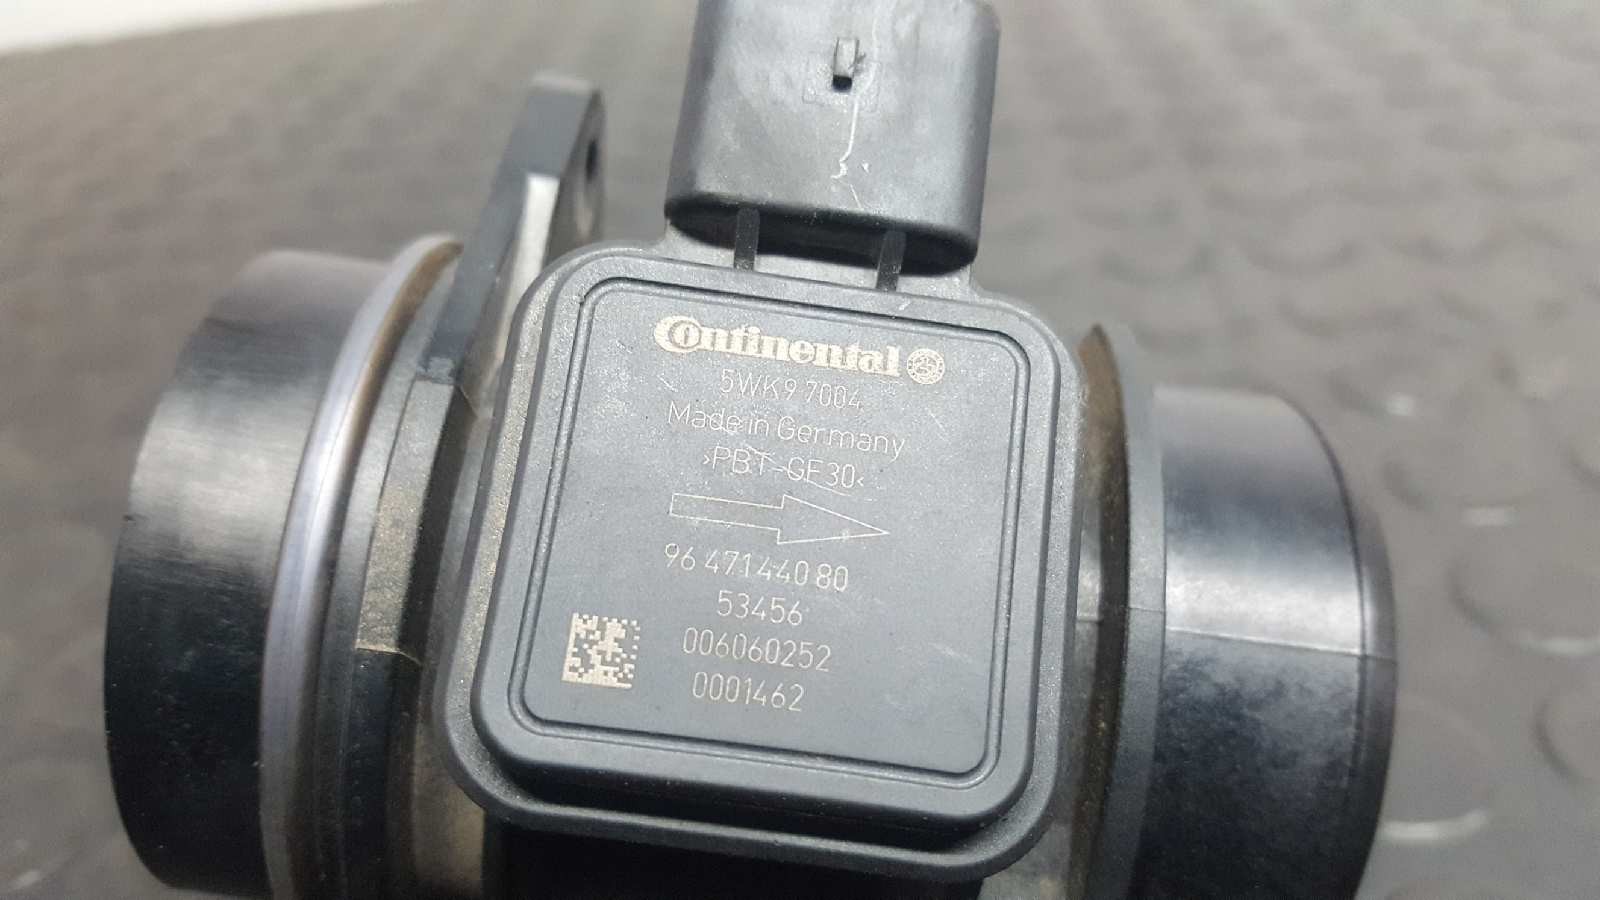 Continental
5WK9 7004
Made in Germany
>PBT-GF30<
96 471440 80
53456
006060252
0001462